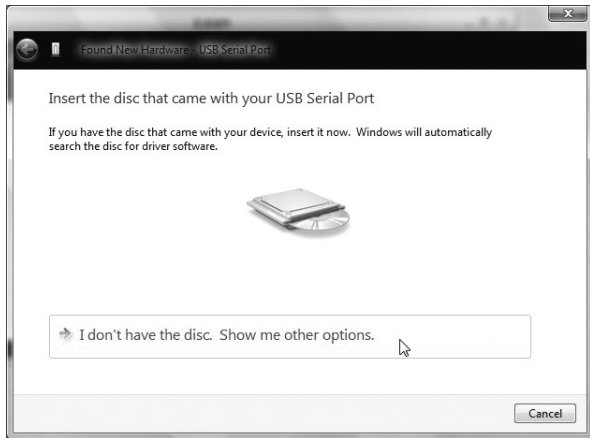 Found New Hardware - USB Serial Port
Insert the disc that came with your USB Serial Port
If you have the disc that came with your device, insert it now. Windows will automatically
search the disc for driver software.
I don't have the disc. Show me other options.
Cancel